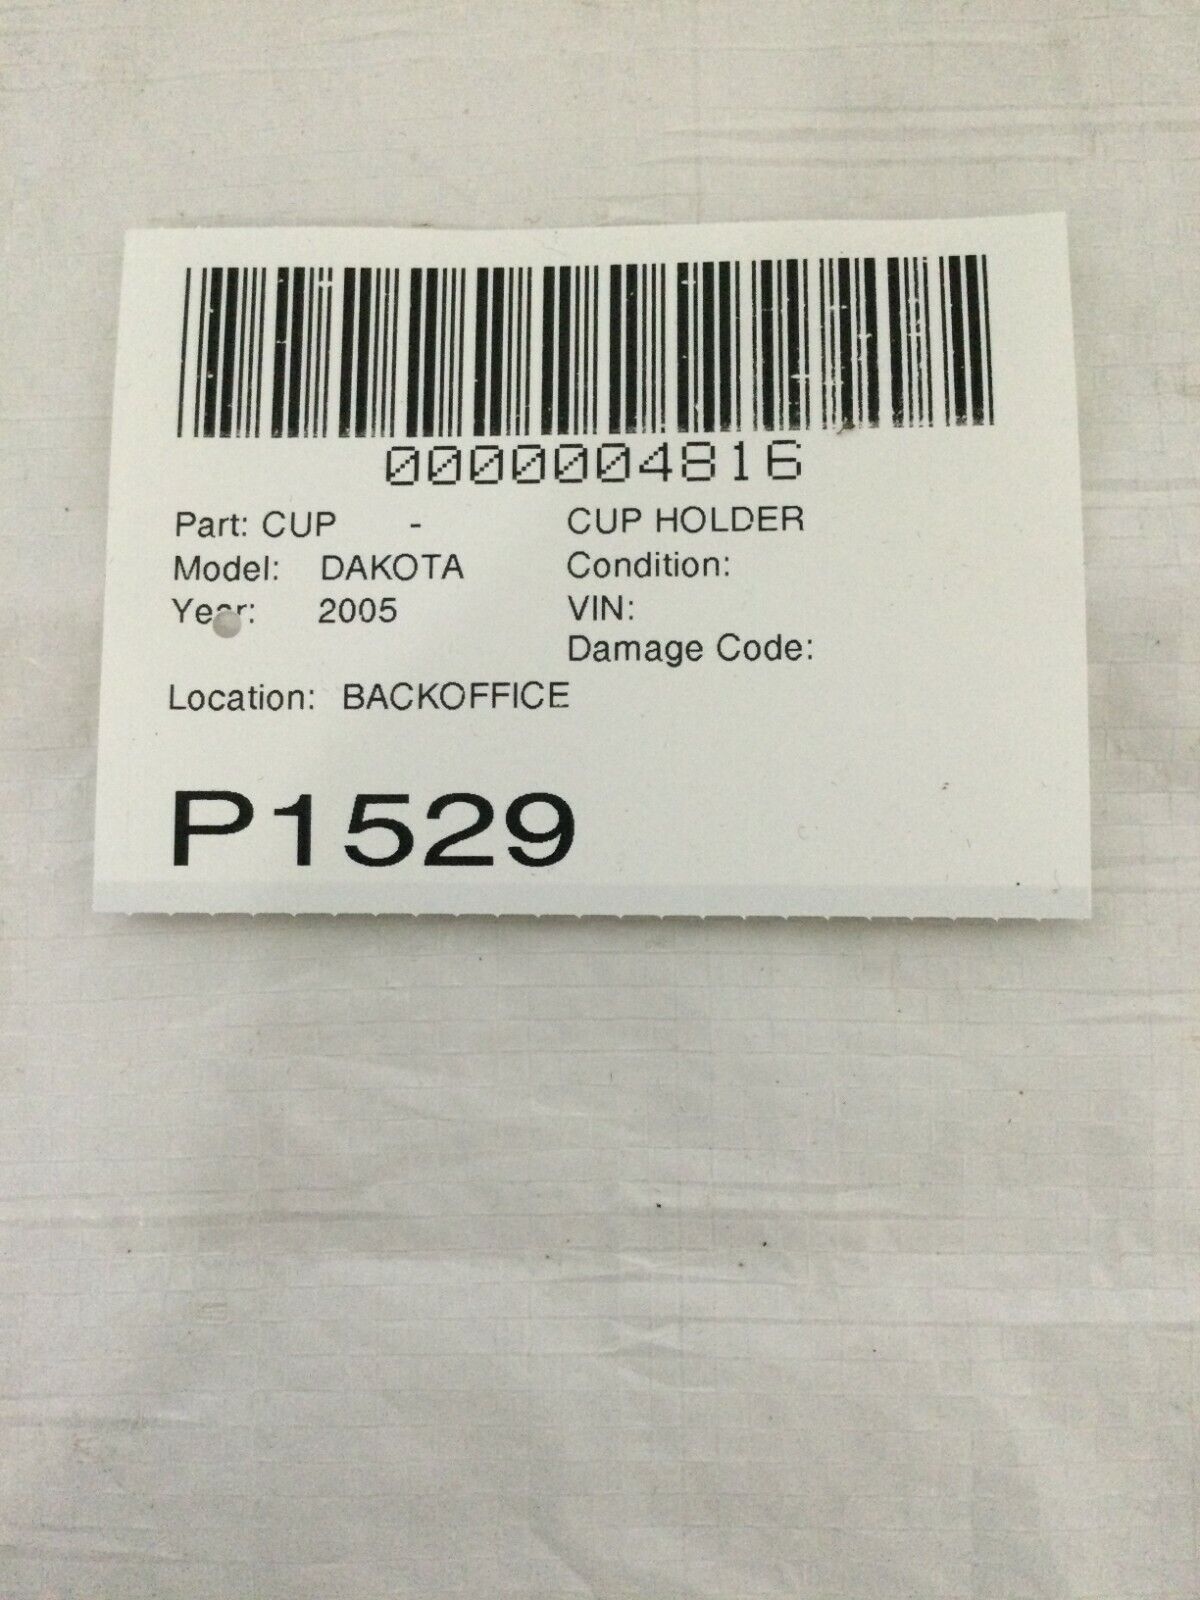 0000004816
Part: CUP - CUP HOLDER
Model: DAKOTA Condition:
Year: 2005 VIN:
Damage Code:
Location: BACKOFFICE
P1529